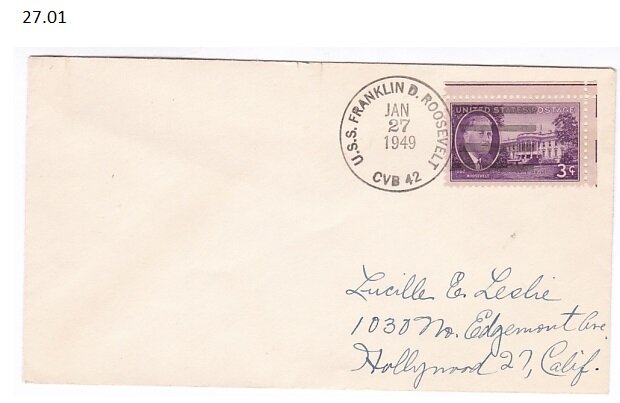 27.01
U.S.S. FRANKLIN D. ROOSEVELT
JAN
27
1949
CVB 42
UNITED STATES POSTAGE
ROOSEVELT
3¢
Lucille E. Leslie
1030 No. Edgemont Ave.
Hollywood 27, Calif.